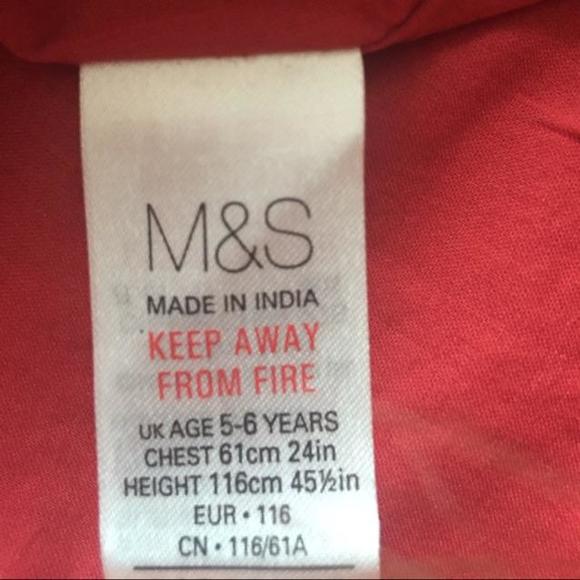 M&S
MADE IN INDIA
KEEP AWAY
FROM FIRE
UK AGE 5-6 YEARS
CHEST 61cm 24in
HEIGHT 116cm 45½in
EUR • 116
CN • 116/61A